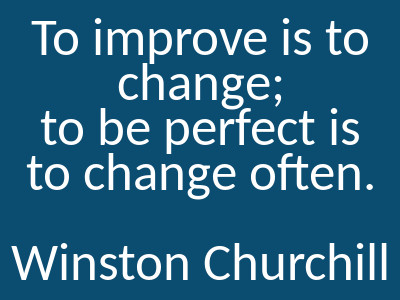 To improve is to
change;
to be perfect is
to change often.
Winston Churchill